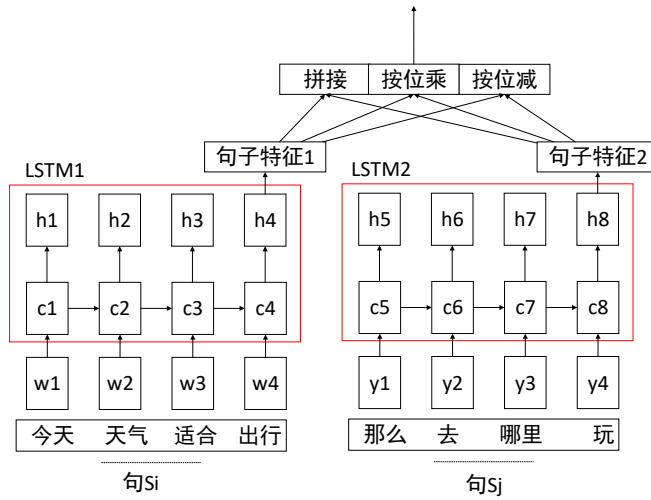 拼接 按位乘 按位减
句子特征1 句子特征2
LSTM1 LSTM2
h1 h2 h3 h4 h5 h6 h7 h8
c1 c2 c3 c4 c5 c6 c7 c8
w1 w2 w3 w4 y1 y2 y3 y4
今天 天气 适合 出行 那么 去 哪里 玩
句Si 句Sj